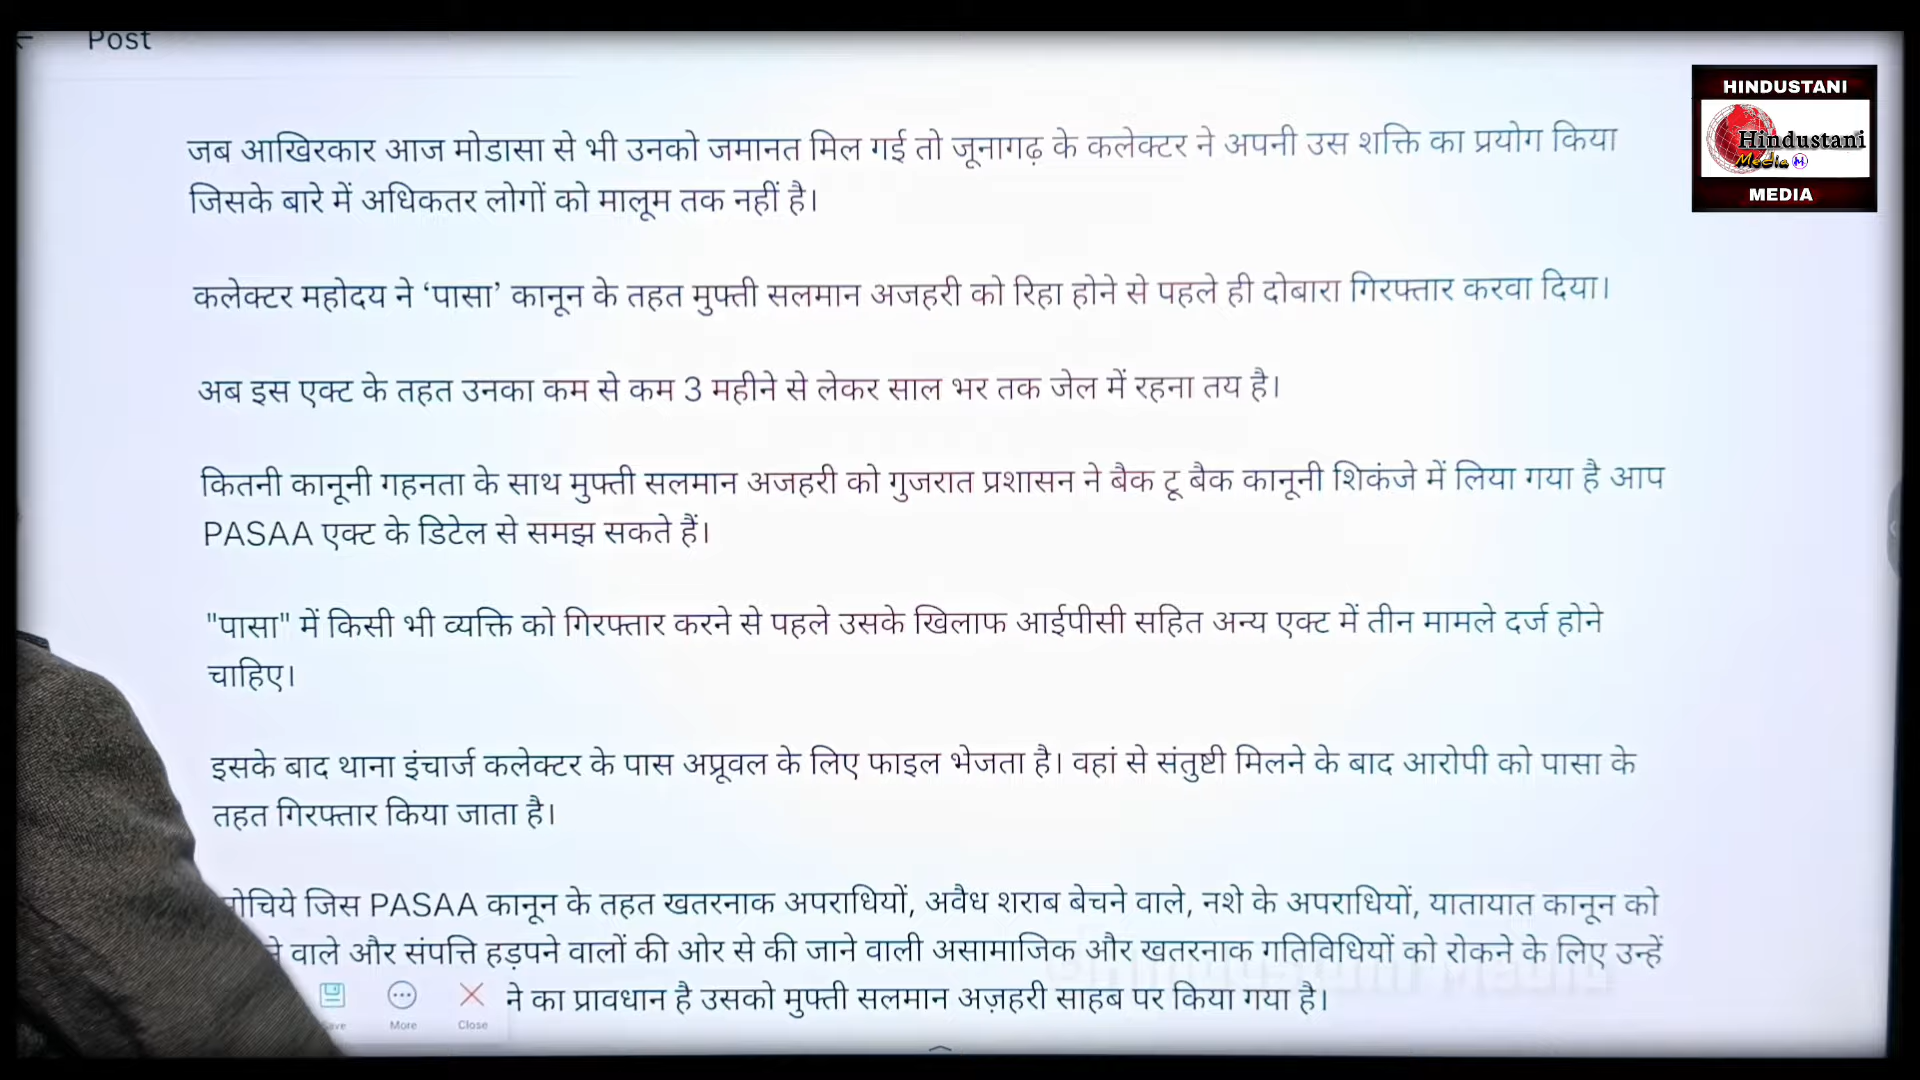 Post
HINDUSTANI
Hindustani
Media
MEDIA
जब आखिरकार आज मोडासा से भी उनको जमानत मिल गई तो जूनागढ़ के कलेक्टर ने अपनी उस शक्ति का प्रयोग किया
जिसके बारे में अधिकतर लोगों को मालूम तक नहीं है।
कलेक्टर महोदय ने ‘पासा’ कानून के तहत मुफ्ती सलमान अजहरी को रिहा होने से पहले ही दोबारा गिरफ्तार करवा दिया।
अब इस एक्ट के तहत उनका कम से कम 3 महीने से लेकर साल भर तक जेल में रहना तय है।
कितनी कानूनी गहनता के साथ मुफ्ती सलमान अजहरी को गुजरात प्रशासन ने बैक टू बैक कानूनी शिकंजे में लिया गया है आप
PASAA एक्ट के डिटेल से समझ सकते हैं।
"पासा" में किसी भी व्यक्ति को गिरफ्तार करने से पहले उसके खिलाफ आईपीसी सहित अन्य एक्ट में तीन मामले दर्ज होने
चाहिए।
इसके बाद थाना इंचार्ज कलेक्टर के पास अप्रूवल के लिए फाइल भेजता है। वहां से संतुष्टी मिलने के बाद आरोपी को पासा के
तहत गिरफ्तार किया जाता है।
जिस PASAA कानून के तहत खतरनाक अपराधियों, अवैध शराब बेचने वाले, नशे के अपराधियों, यातायात कानून को
वाले और संपत्ति हड़पने वालों की ओर से की जाने वाली असामाजिक और खतरनाक गतिविधियों को रोकने के लिए उन्हें
का प्रावधान है उसको मुफ्ती सलमान अज़हरी साहब पर किया गया है।
More Close